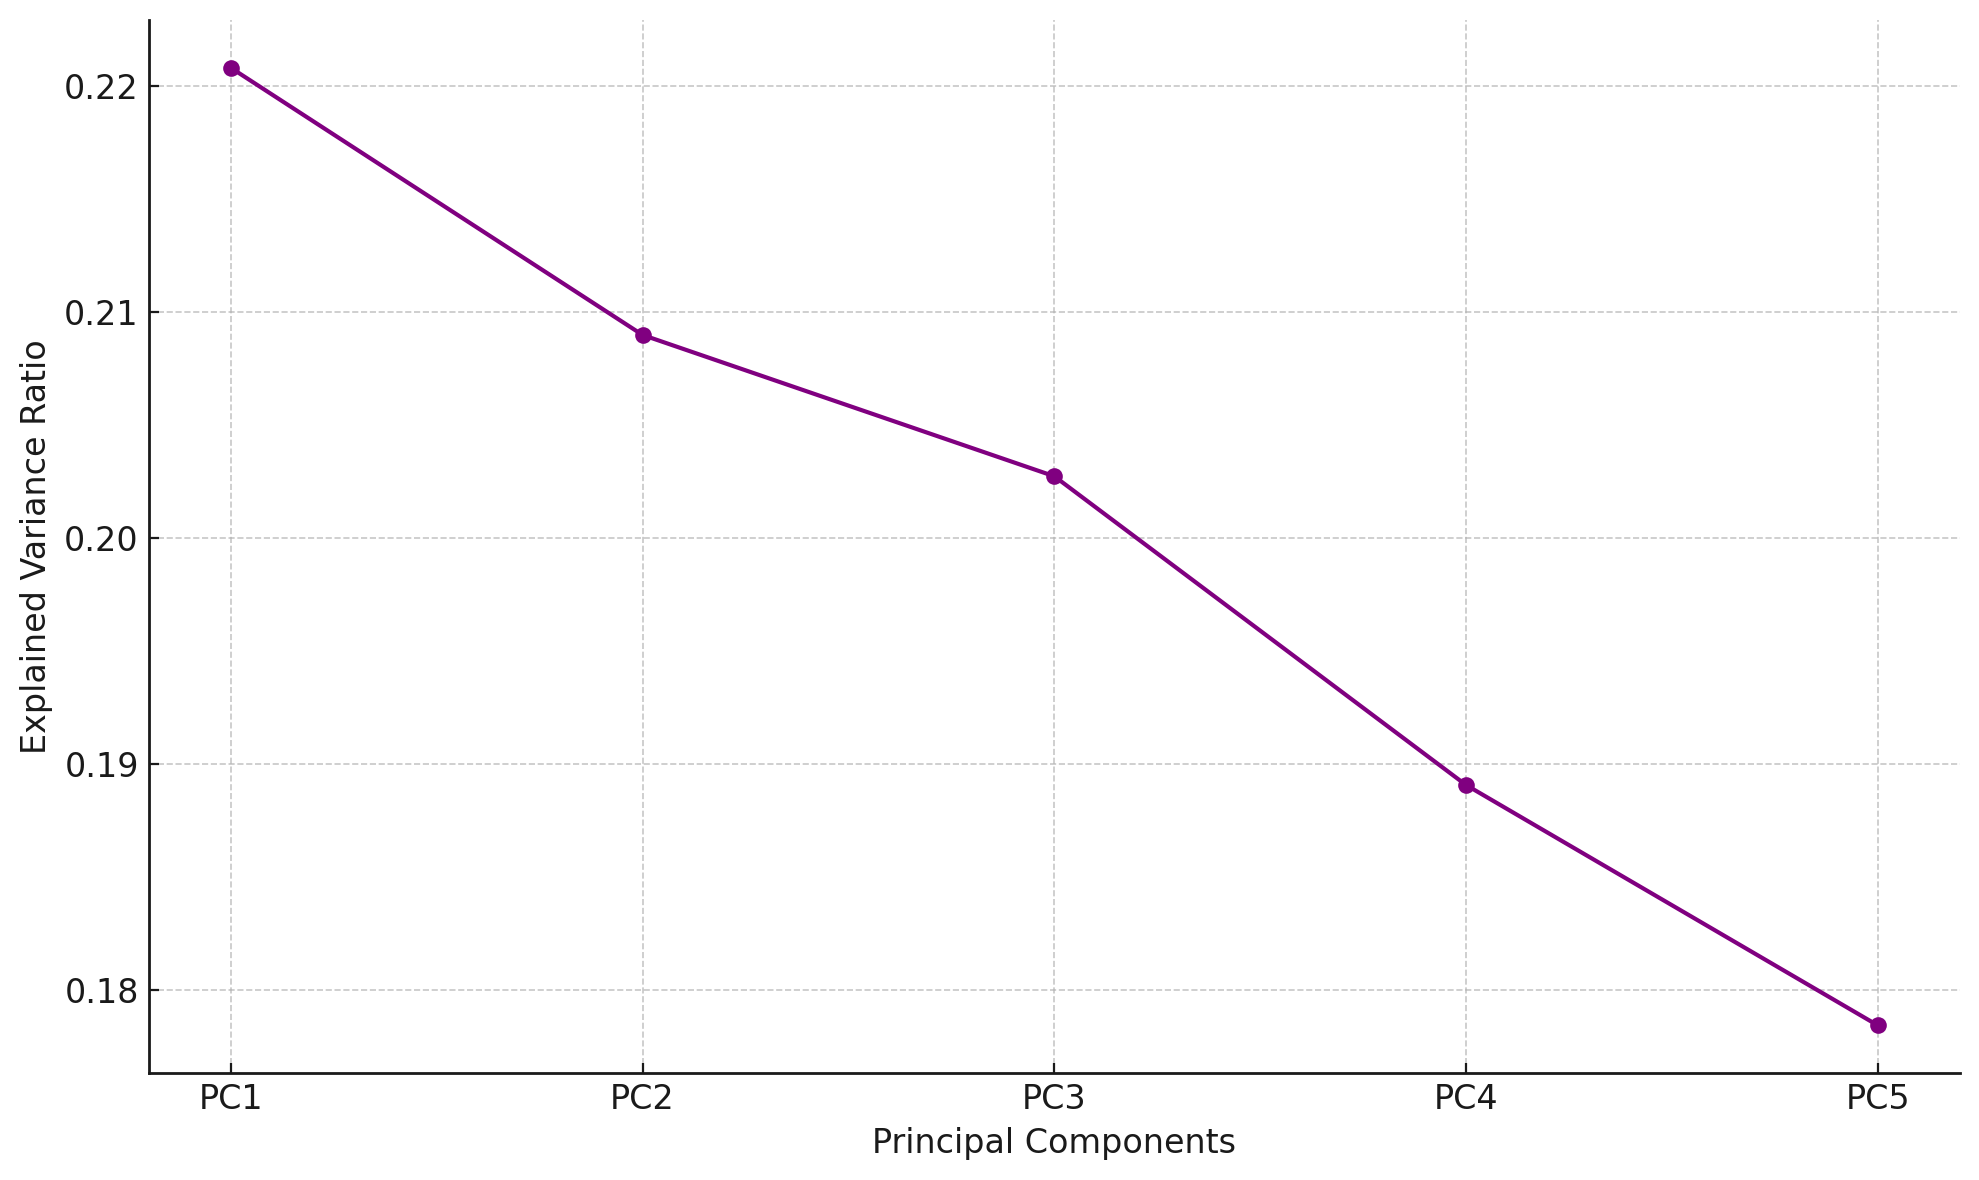 0.22
0.21
0.20
0.19
0.18
Explained Variance Ratio
PC1 PC2 PC3 PC4 PC5
Principal Components